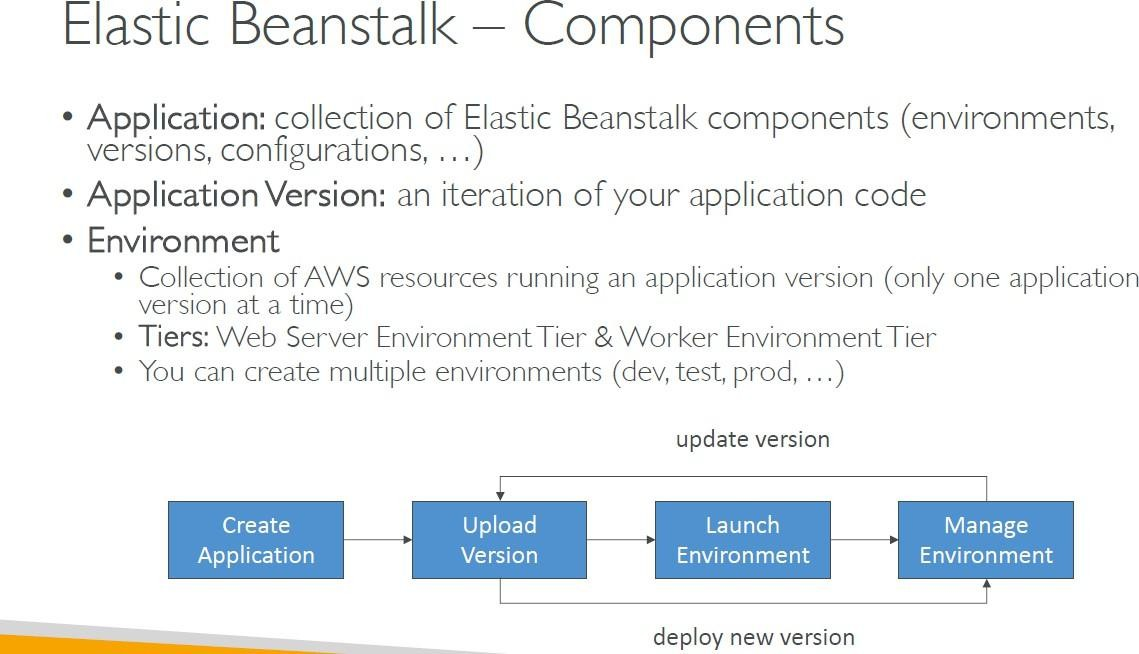 Elastic Beanstalk – Components
• Application: collection of Elastic Beanstalk components (environments,
versions, configurations, …)
• Application Version: an iteration of your application code
• Environment
• Collection of AWS resources running an application version (only one application
version at a time)
• Tiers: Web Server Environment Tier & Worker Environment Tier
• You can create multiple environments (dev, test, prod, …)
update version
Create
Application
Upload
Version
Launch
Environment
Manage
Environment
deploy new version